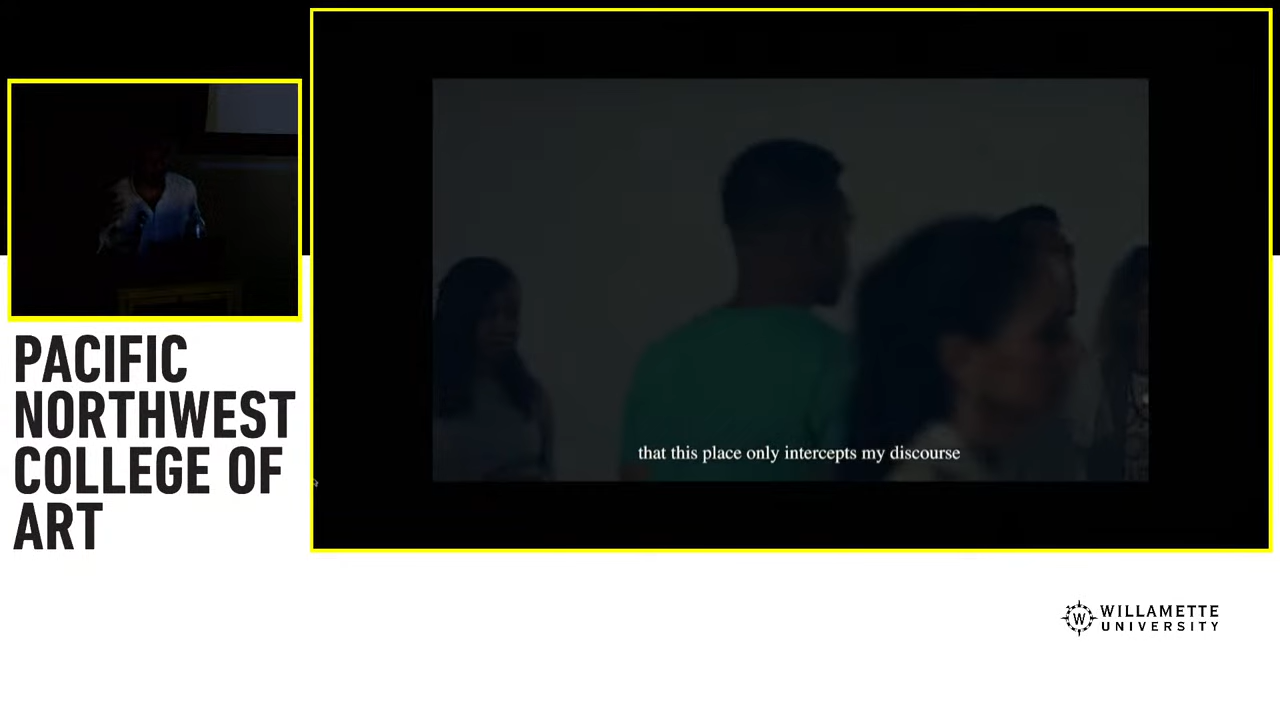 PACIFIC
NORTHWEST
COLLEGE OF
ART
that this place only intercepts my discourse
W WILLAMETTE
UNIVERSITY